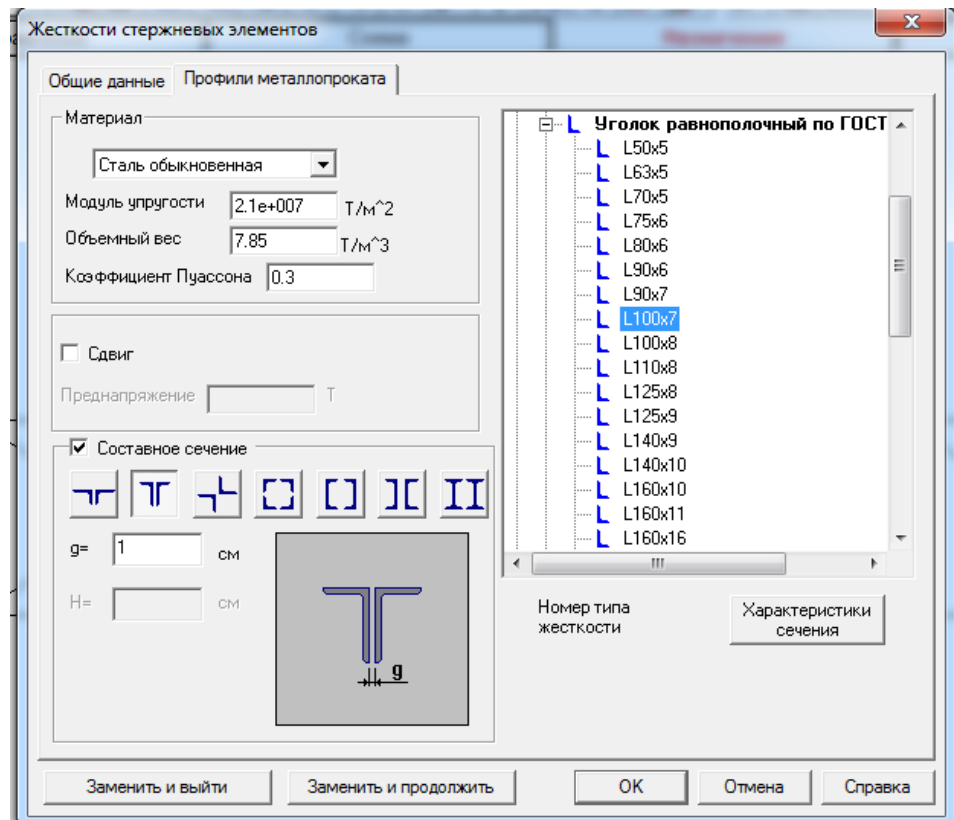 Жесткости стержневых элементов
Общие данные
Профили металлопроката
Материал
Сталь обыкновенная
Модуль упругости 2.1e+007 Т/м^2
Объемный вес 7.85 Т/м^3
Коэффициент Пуассона 0.3
Сдвиг
Преднапряжение Т
Составное сечение
g= 1 см
H= см
g
Уголок равнополочный по ГОСТ
L50x5
L63x5
L70x5
L75x6
L80x6
L90x6
L90x7
L100x7
L100x8
L110x8
L125x8
L125x9
L140x9
L140x10
L160x10
L160x11
L160x16
Номер типа
жесткости
Характеристики
сечения
Заменить и выйти
Заменить и продолжить
OK
Отмена
Справка